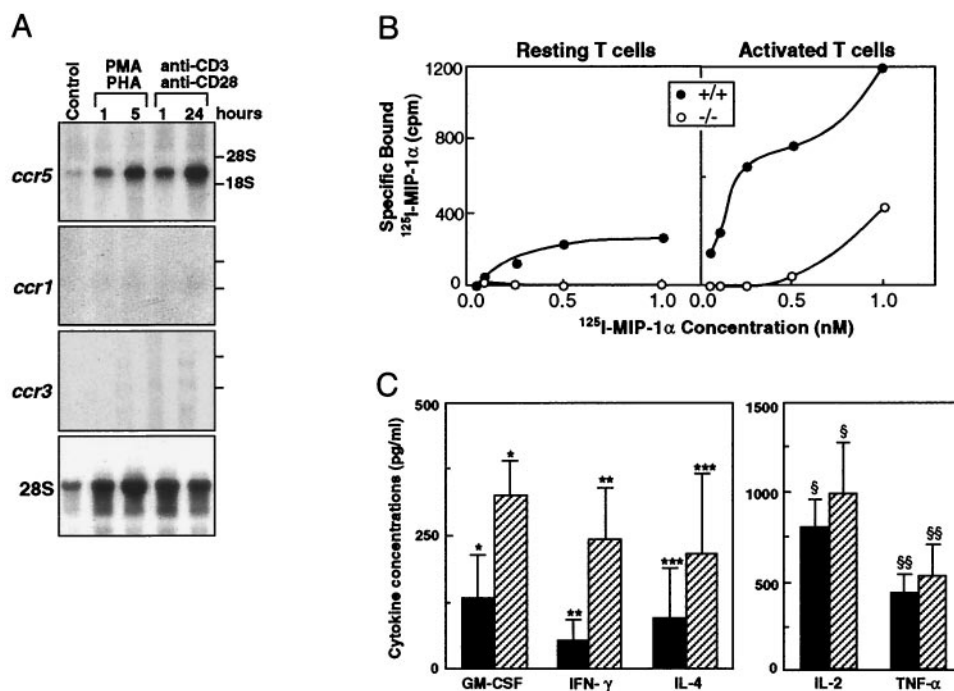 A
Control
PMA
PHA
anti-CD3
anti-CD28
1 5 1 24 hours
ccr5
28S
18S
ccr1
ccr3
28S
B
Resting T cells
Activated T cells
Specific Bound
¹²⁵I-MIP-1α (cpm)
1200
800
400
0
+/+
-/-
0.0 0.5 1.0 0.0 0.5 1.0
¹²⁵I-MIP-1α Concentration (nM)
C
Cytokine concentrations (pg/ml)
500
250
0
* * ** ** *** ***
GM-CSF IFN-γ IL-4
1500
1000
500
0
§ § §§ §§
IL-2 TNF-α